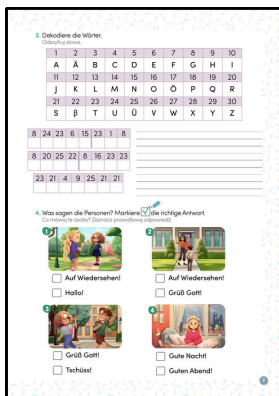 3. Dekodiere die Wörter.
Odszyfruj słowa.
1 2 3 4 5 6 7 8 9 10
A Ä B C D E F G H I
11 12 13 14 15 16 17 18 19 20
J K L M N O Ö P Q R
21 22 23 24 25 26 27 28 29 30
S β T U Ü V W X Y Z
8 24 23 6 15 23 1 8
8 20 25 22 8 16 23 23
23 21 4 9 25 21 21
4. Was sagen die Personen? Markiere die richtige Antwort.
Co mówią te osoby? Zaznacz prawidłową odpowiedź.
1 2
Auf Wiedersehen! Auf Wiedersehen!
Hallo! Grüß Gott!
3 4
Grüß Gott! Gute Nacht!
Tschüss! Guten Abend!
7